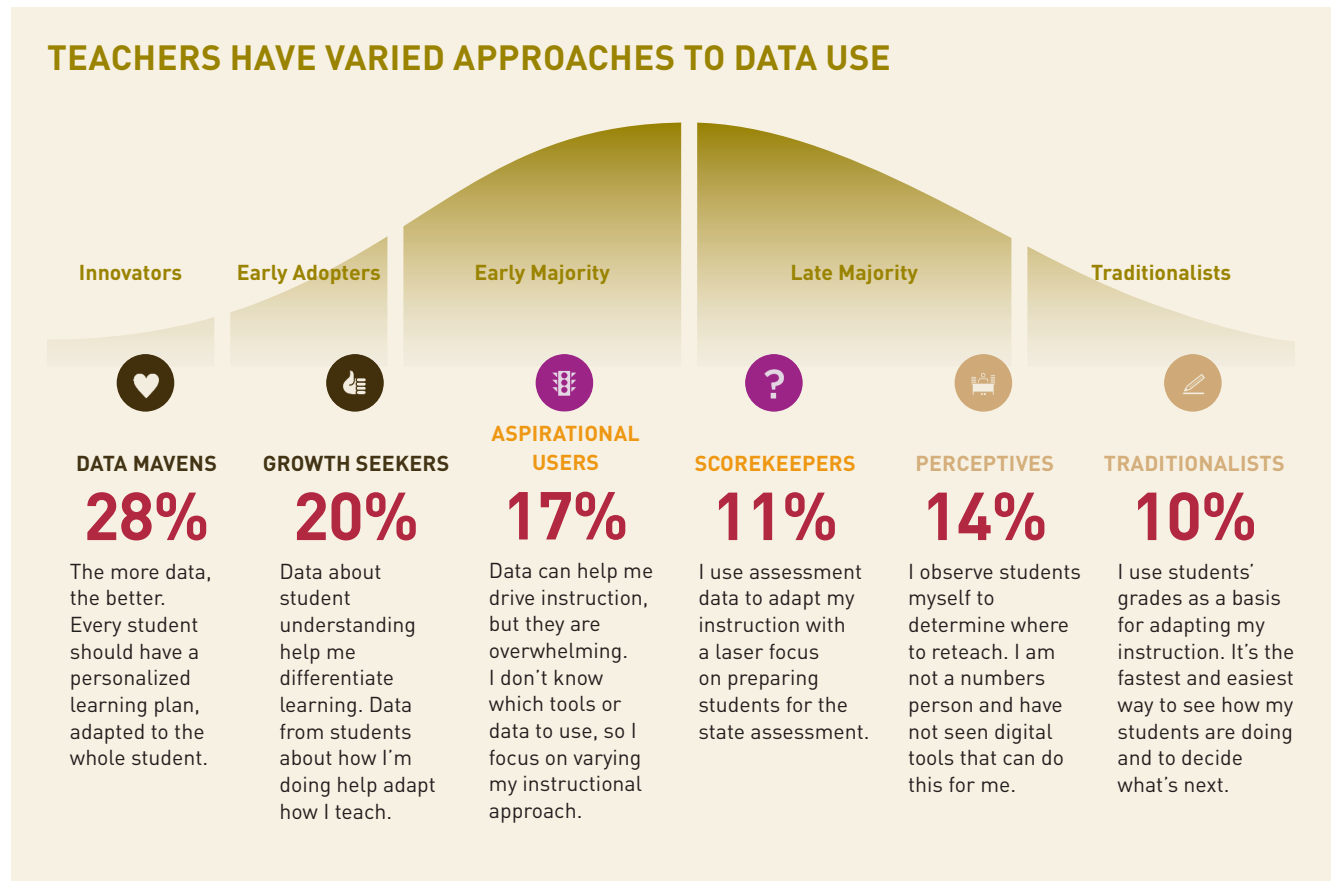 TEACHERS HAVE VARIED APPROACHES TO DATA USE
Innovators
Early Adopters
Early Majority
Late Majority
Traditionalists
DATA MAVENS
28%
The more data,
the better.
Every student
should have a
personalized
learning plan,
adapted to the
whole student.
GROWTH SEEKERS
20%
Data about
student
understanding
help me
differentiate
learning. Data
from students
about how I’m
doing help adapt
how I teach.
ASPIRATIONAL
USERS
17%
Data can help me
drive instruction,
but they are
overwhelming.
I don’t know
which tools or
data to use, so I
focus on varying
my instructional
approach.
?
SCOREKEEPERS
11%
I use assessment
data to adapt my
instruction with
a laser focus
on preparing
students for the
state assessment.
PERCEPTIVES
14%
I observe students
myself to
determine where
to reteach. I am
not a numbers
person and have
not seen digital
tools that can do
this for me.
TRADITIONALISTS
10%
I use students’
grades as a basis
for adapting my
instruction. It’s the
fastest and easiest
way to see how my
students are doing
and to decide
what’s next.